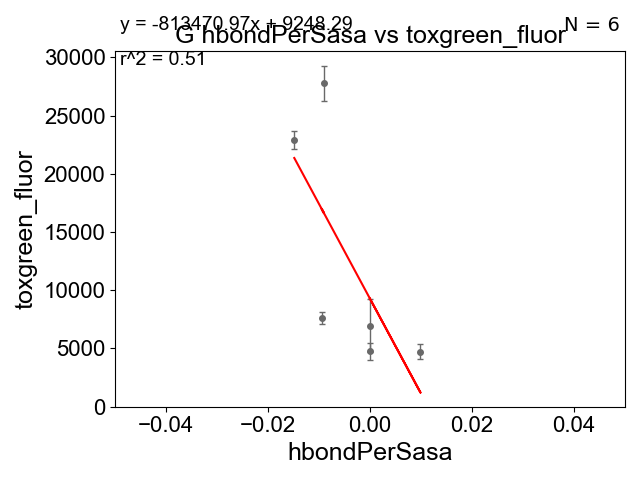 y = -813470.97x + 9248.29
N = 6
G hbondPerSasa vs toxgreen_fluor
r^2 = 0.51
30000
25000
20000
15000
10000
5000
0
toxgreen_fluor
−0.04
−0.02
0.00
0.02
0.04
hbondPerSasa